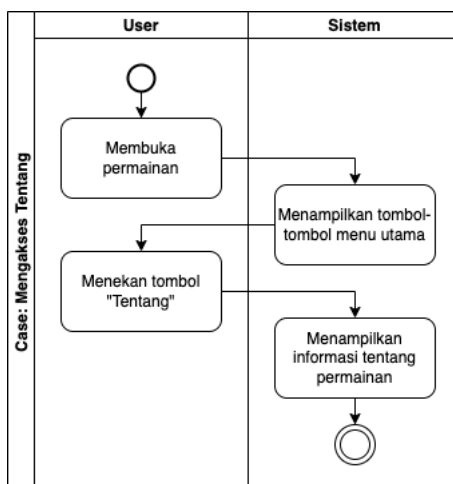 User
Sistem
Case: Mengakses Tentang
Membuka
permainan
Menampilkan tombol-
tombol menu utama
Menekan tombol
"Tentang"
Menampilkan
informasi tentang
permainan